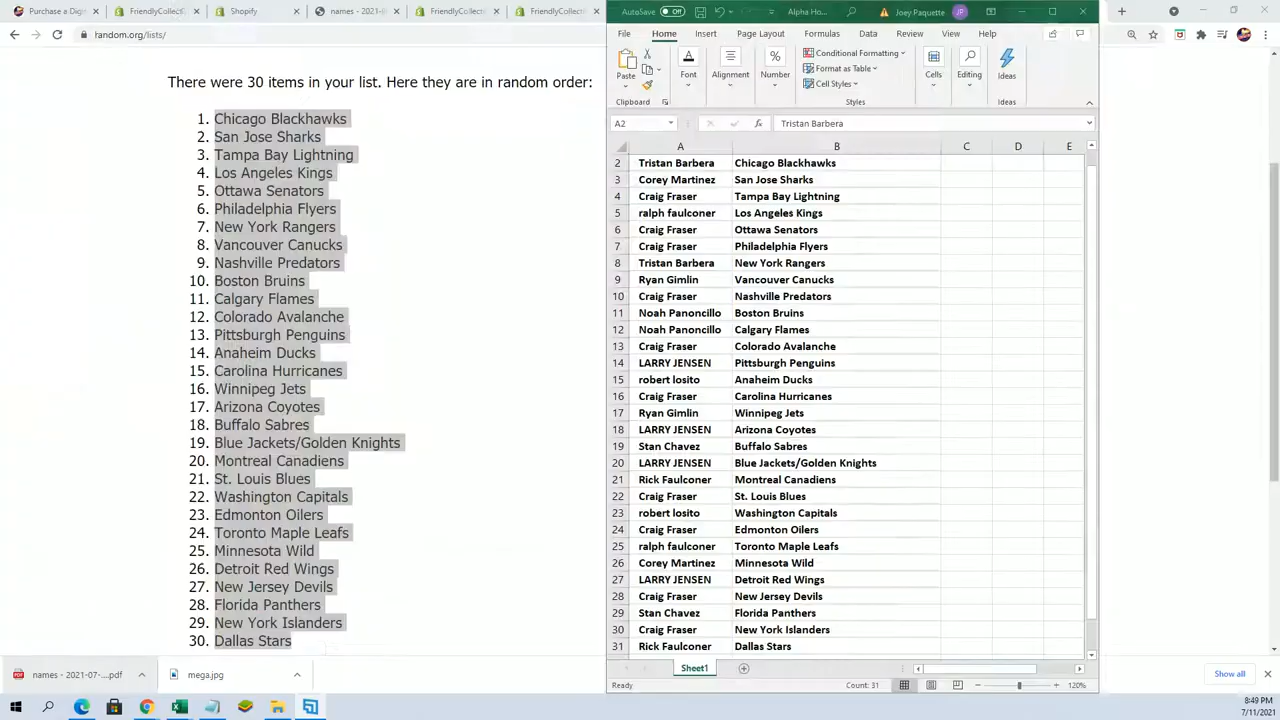 Purchase a Digi
FriendlyCollect
Shopify
names - 2021-
FriendlyCollecti
FriendlyCollecti
random.org/lists/
There were 30 items in your list. Here they are in random order:
1. Chicago Blackhawks
2. San Jose Sharks
3. Tampa Bay Lightning
4. Los Angeles Kings
5. Ottawa Senators
6. Philadelphia Flyers
7. New York Rangers
8. Vancouver Canucks
9. Nashville Predators
10. Boston Bruins
11. Calgary Flames
12. Colorado Avalanche
13. Pittsburgh Penguins
14. Anaheim Ducks
15. Carolina Hurricanes
16. Winnipeg Jets
17. Arizona Coyotes
18. Buffalo Sabres
19. Blue Jackets/Golden Knights
20. Montreal Canadiens
21. St. Louis Blues
22. Washington Capitals
23. Edmonton Oilers
24. Toronto Maple Leafs
25. Minnesota Wild
26. Detroit Red Wings
27. New Jersey Devils
28. Florida Panthers
29. New York Islanders
30. Dallas Stars
AutoSave Off Alpha Ho... Joey Paquette JP
File Home Insert Page Layout Formulas Data Review View Help
Paste Font Alignment Number Conditional Formatting Format as Table Cell Styles Cells Editing Ideas
Clipboard Styles Ideas
A2 fx Tristan Barbera
A B C D E
2 Tristan Barbera Chicago Blackhawks
3 Corey Martinez San Jose Sharks
4 Craig Fraser Tampa Bay Lightning
5 ralph faulconer Los Angeles Kings
6 Craig Fraser Ottawa Senators
7 Craig Fraser Philadelphia Flyers
8 Tristan Barbera New York Rangers
9 Ryan Gimlin Vancouver Canucks
10 Craig Fraser Nashville Predators
11 Noah Panoncillo Boston Bruins
12 Noah Panoncillo Calgary Flames
13 Craig Fraser Colorado Avalanche
14 LARRY JENSEN Pittsburgh Penguins
15 robert losito Anaheim Ducks
16 Craig Fraser Carolina Hurricanes
17 Ryan Gimlin Winnipeg Jets
18 LARRY JENSEN Arizona Coyotes
19 Stan Chavez Buffalo Sabres
20 LARRY JENSEN Blue Jackets/Golden Knights
21 Rick Faulconer Montreal Canadiens
22 Craig Fraser St. Louis Blues
23 robert losito Washington Capitals
24 Craig Fraser Edmonton Oilers
25 ralph faulconer Toronto Maple Leafs
26 Corey Martinez Minnesota Wild
27 LARRY JENSEN Detroit Red Wings
28 Craig Fraser New Jersey Devils
29 Stan Chavez Florida Panthers
30 Craig Fraser New York Islanders
31 Rick Faulconer Dallas Stars
Sheet1
Ready Count: 31 120%
names - 2021-07-....pdf
mega.jpg
Show all
8:49 PM
7/11/2021